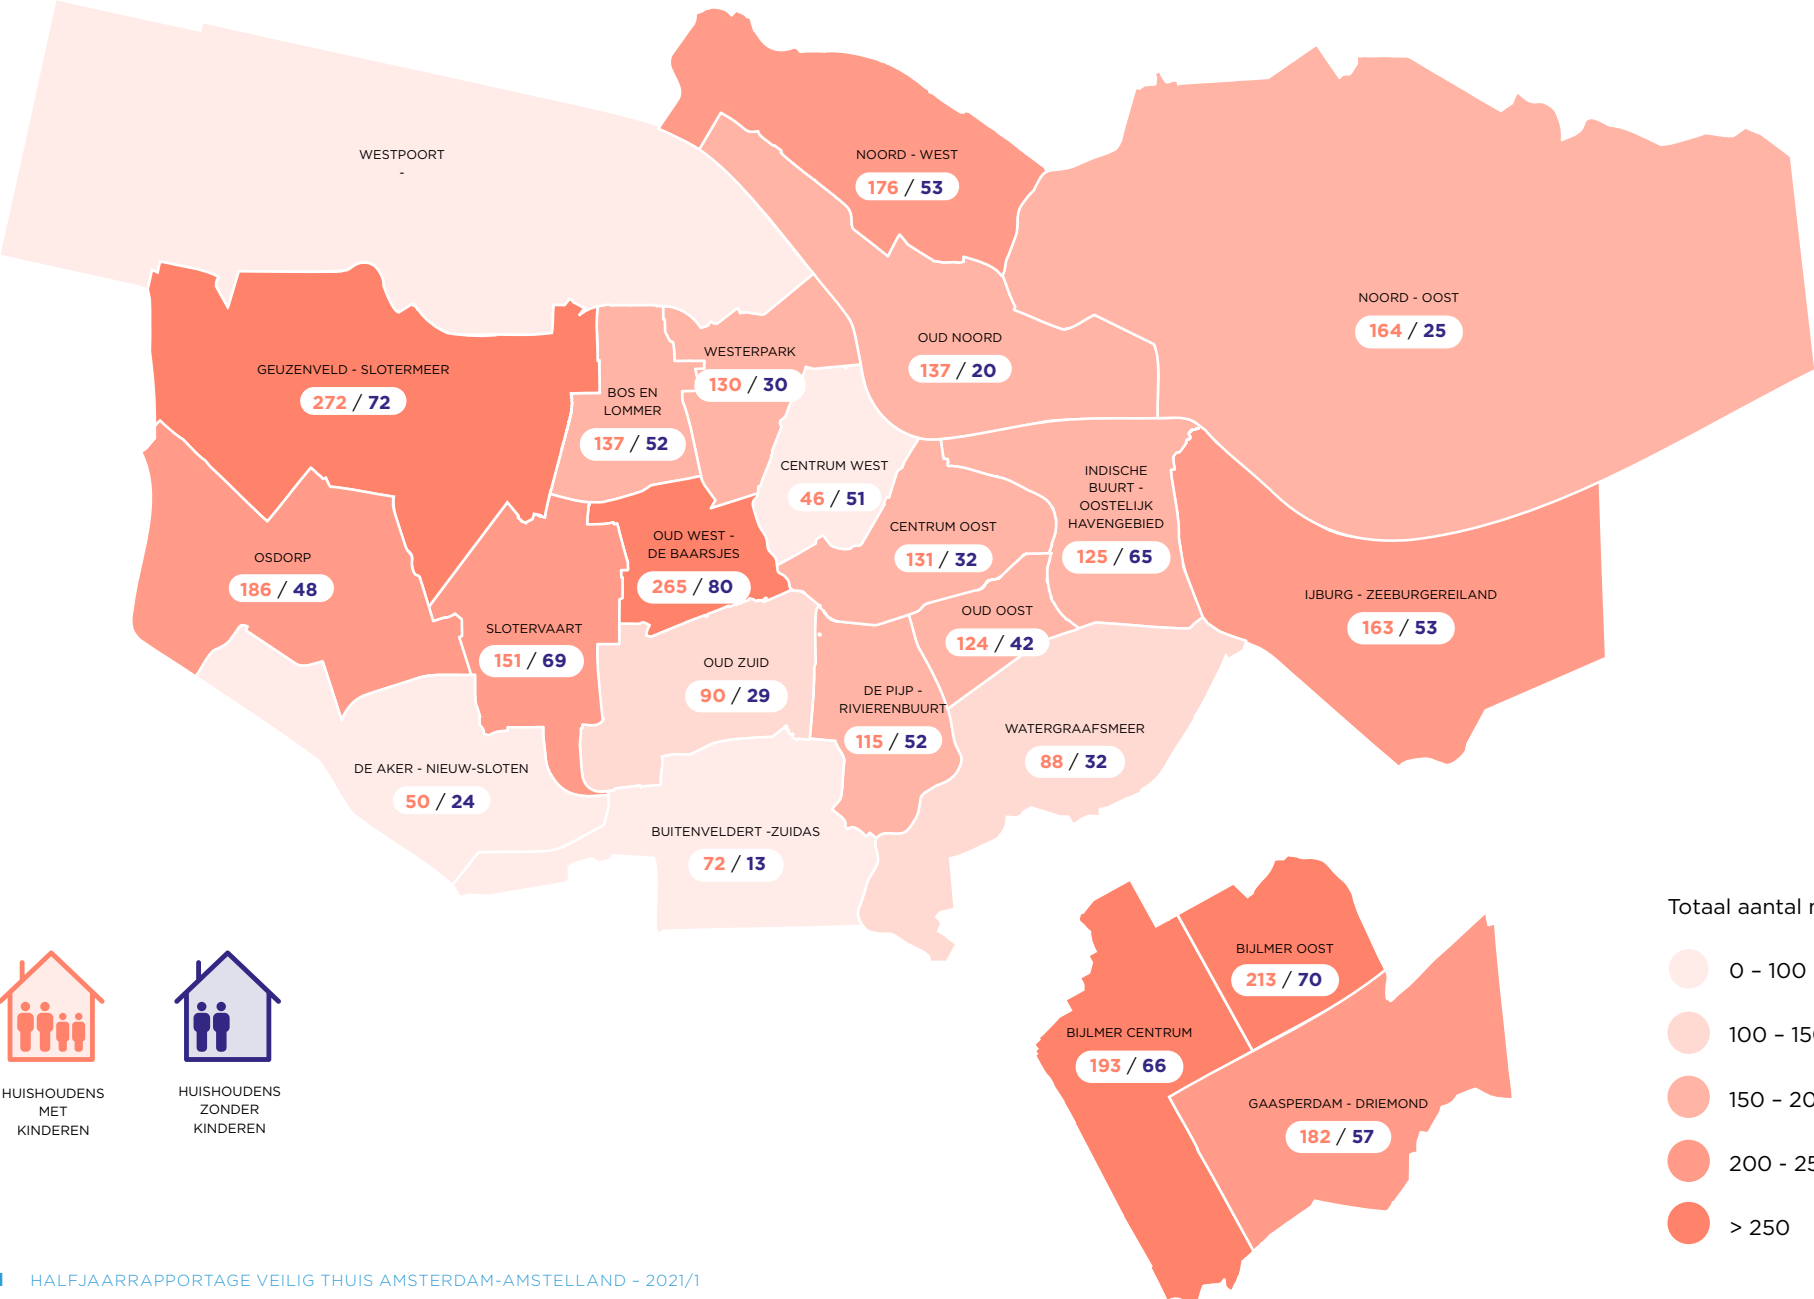 WESTPOORT
-
NOORD - WEST
176 / 53
NOORD - OOST
164 / 25
OUD NOORD
137 / 20
WESTERPARK
130 / 30
GEUZENVELD - SLOTERMEER
272 / 72
BOS EN
LOMMER
137 / 52
CENTRUM WEST
46 / 51
INDISCHE
BUURT -
OOSTELIJK
HAVENGEBIED
125 / 65
CENTRUM OOST
131 / 32
OUD WEST -
DE BAARSJES
265 / 80
OSDORP
186 / 48
IJBURG - ZEEBURGEREILAND
163 / 53
OUD OOST
124 / 42
SLOTERVAART
151 / 69
OUD ZUID
90 / 29
DE PIJP -
RIVIERENBUURT
115 / 52
WATERGRAAFSMEER
88 / 32
DE AKER - NIEUW-SLOTEN
50 / 24
BUITENVELDERT -ZUIDAS
72 / 13
BIJLMER OOST
213 / 70
BIJLMER CENTRUM
193 / 66
GAASPERDAM - DRIEMOND
182 / 57
Totaal aantal
0 – 100
100 – 15
150 – 20
200 - 25
> 250
HUISHOUDENS
MET
KINDEREN
HUISHOUDENS
ZONDER
KINDEREN
HALFJAARRAPPORTAGE VEILIG THUIS AMSTERDAM-AMSTELLAND – 2021/1